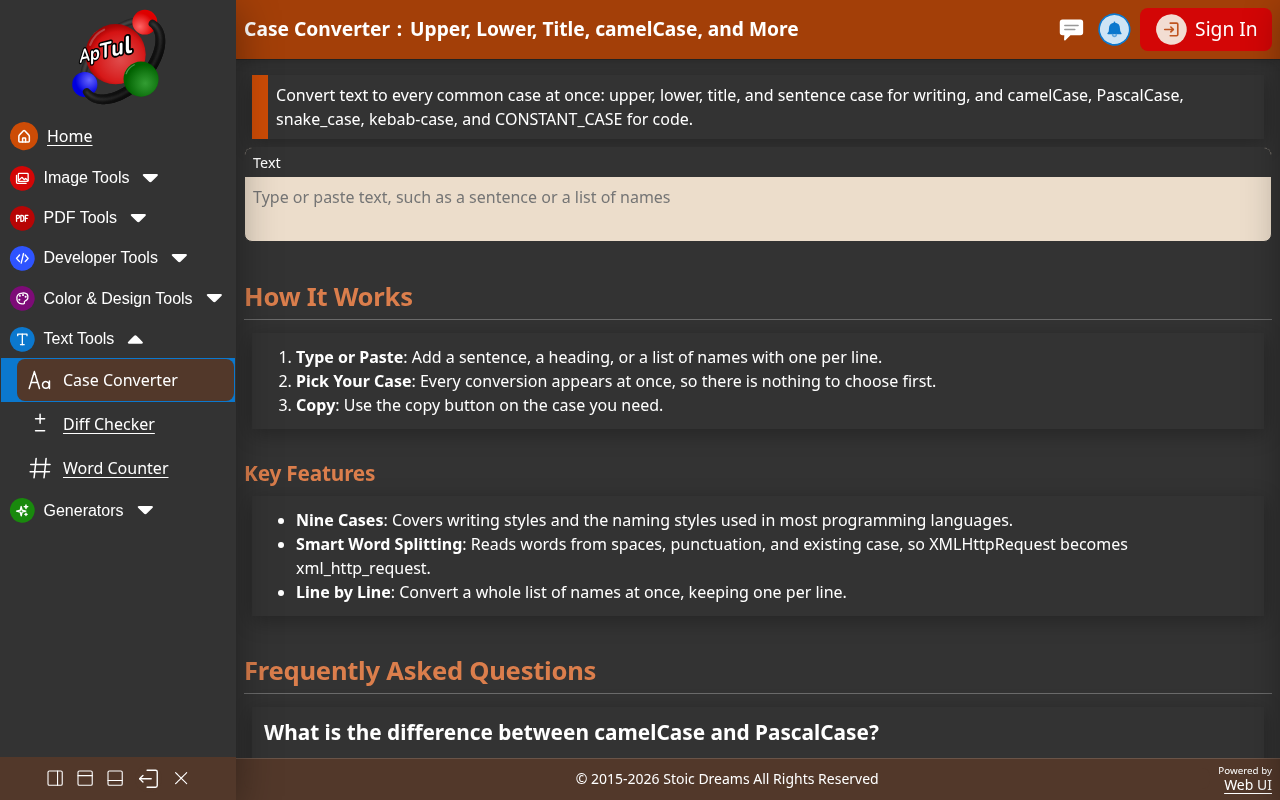 ApTul
Home
Image Tools
PDF
PDF Tools
Developer Tools
Color & Design Tools
Text Tools
Case Converter
Diff Checker
Word Counter
Generators
Case Converter : Upper, Lower, Title, camelCase, and More
Sign In
Convert text to every common case at once: upper, lower, title, and sentence case for writing, and camelCase, PascalCase,
snake_case, kebab-case, and CONSTANT_CASE for code.
Text
Type or paste text, such as a sentence or a list of names
How It Works
1. Type or Paste: Add a sentence, a heading, or a list of names with one per line.
2. Pick Your Case: Every conversion appears at once, so there is nothing to choose first.
3. Copy: Use the copy button on the case you need.
Key Features
• Nine Cases: Covers writing styles and the naming styles used in most programming languages.
• Smart Word Splitting: Reads words from spaces, punctuation, and existing case, so XMLHttpRequest becomes
xml_http_request.
• Line by Line: Convert a whole list of names at once, keeping one per line.
Frequently Asked Questions
What is the difference between camelCase and PascalCase?
© 2015-2026 Stoic Dreams All Rights Reserved
Powered by
Web UI